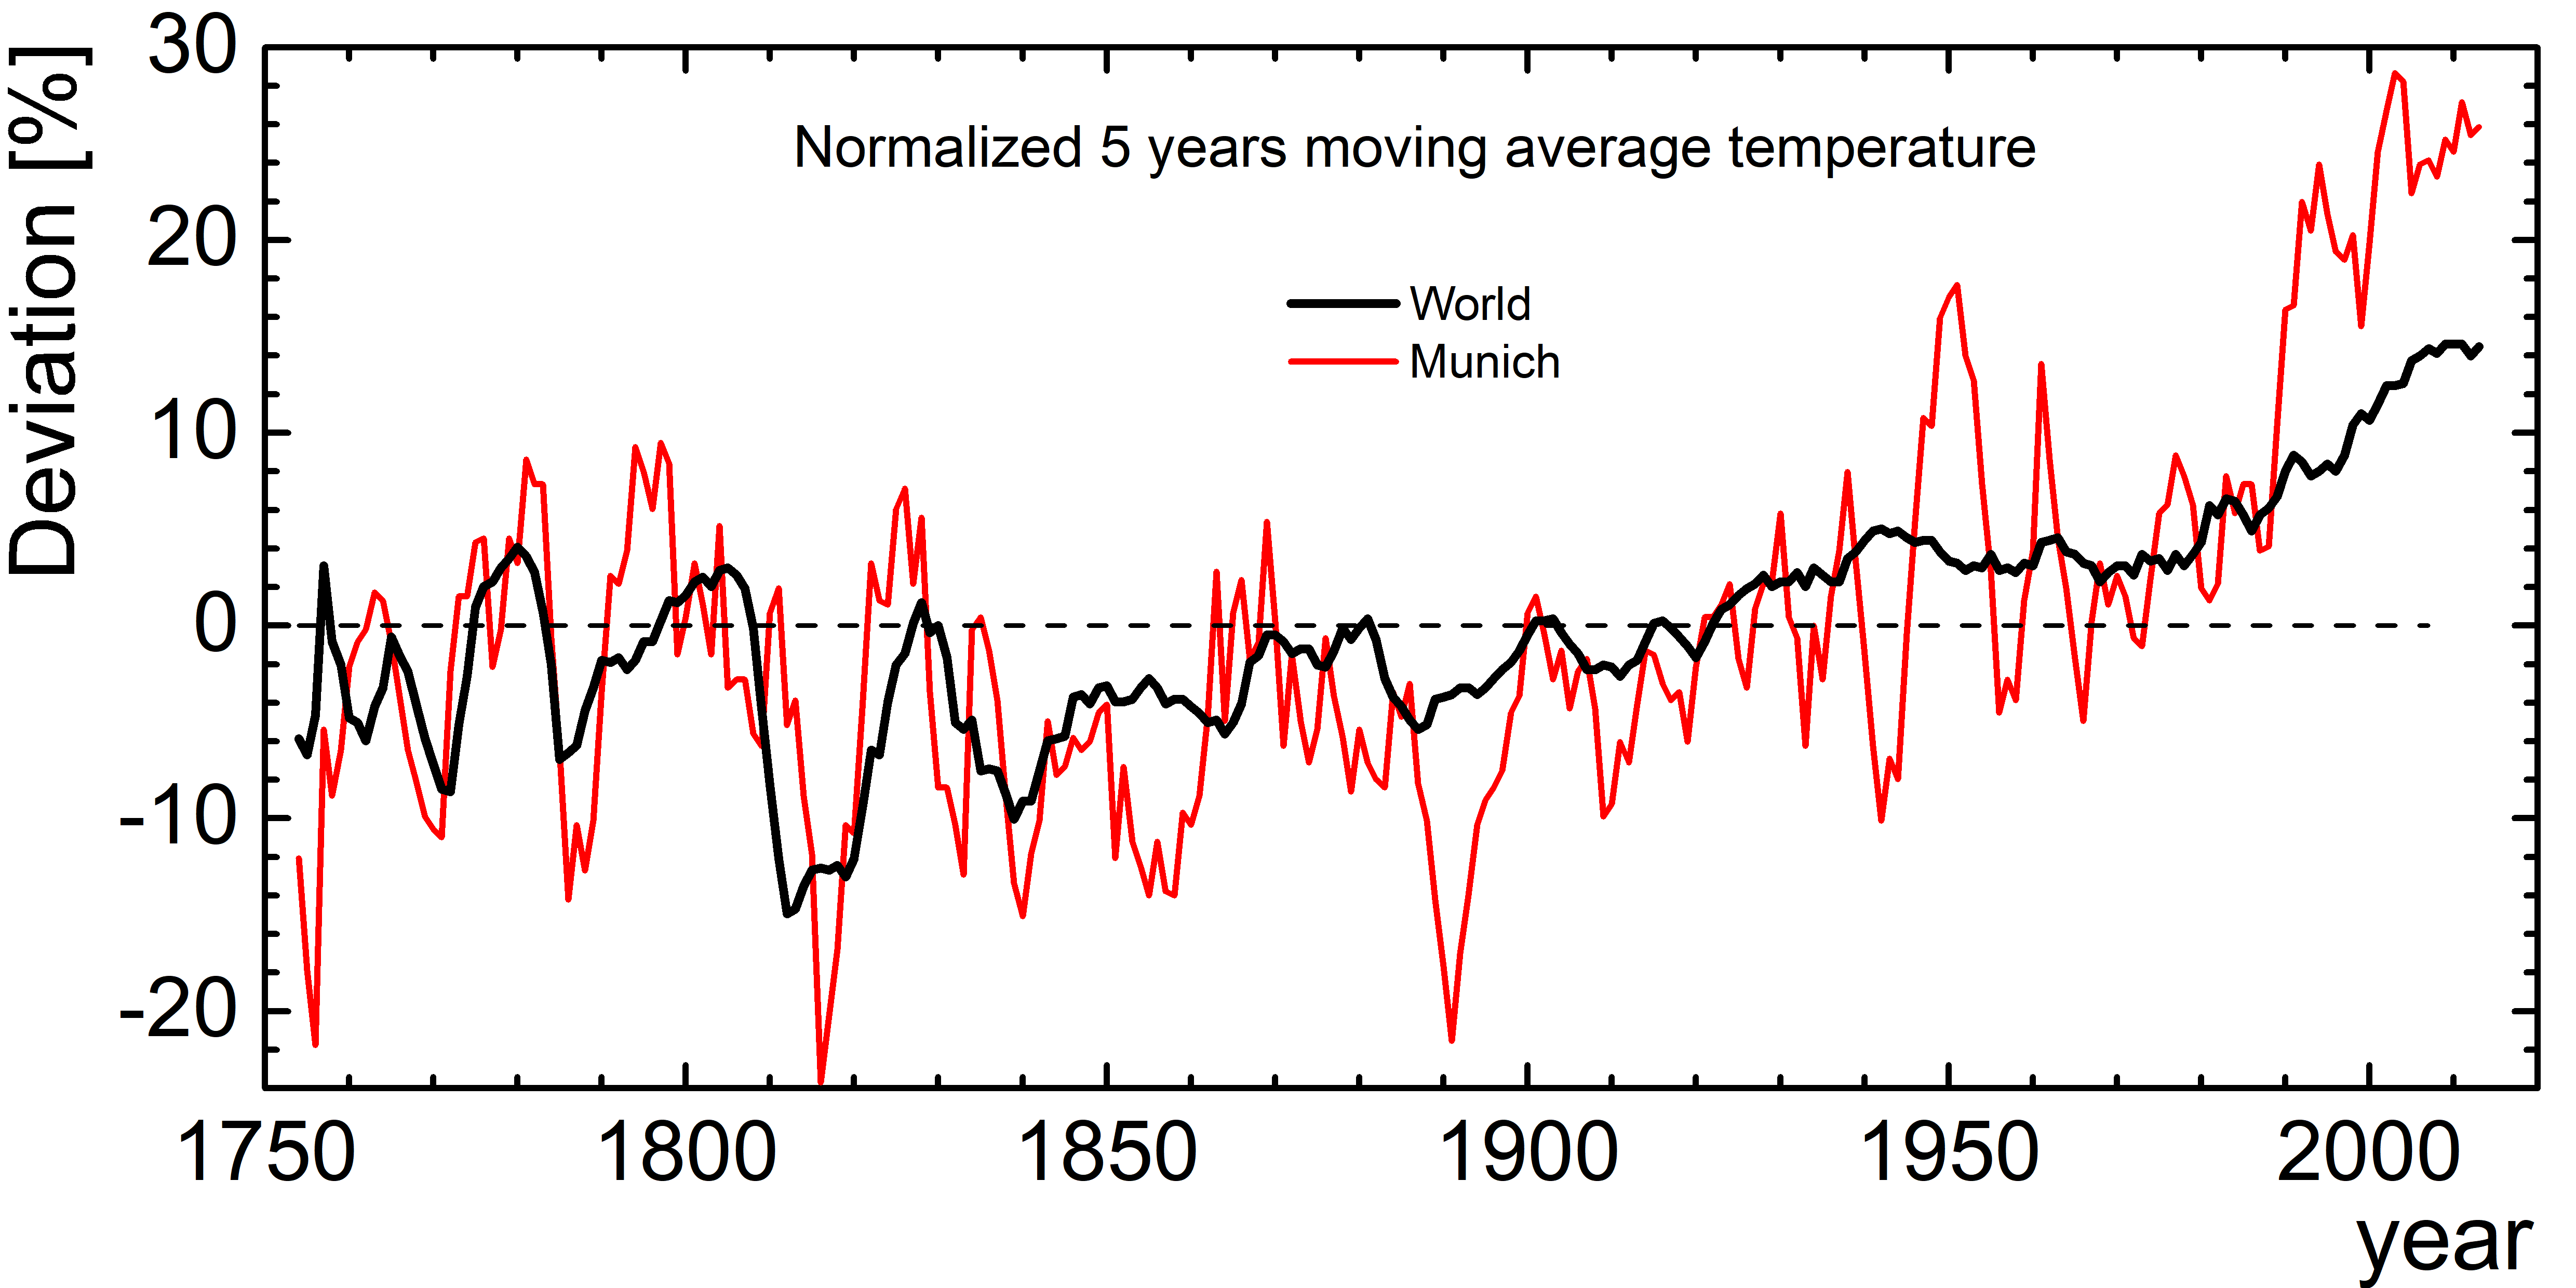 Deviation [%]
30
20
10
0
-10
-20
Normalized 5 years moving average temperature
World
Munich
1750 1800 1850 1900 1950 2000
year